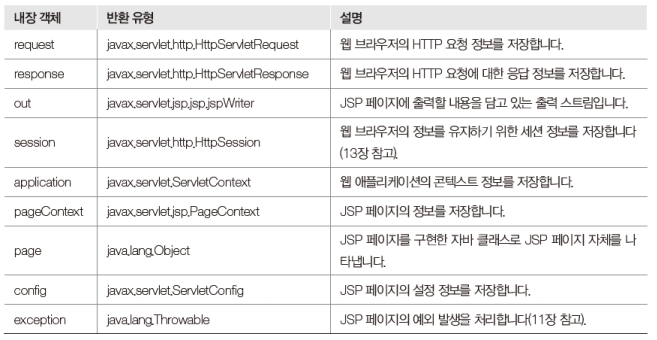 내장 객체 반환 유형 설명
request javax.servlet.http.HttpServletRequest 웹 브라우저의 HTTP 요청 정보를 저장합니다.
response javax.servlet.http.HttpServletResponse 웹 브라우저의 HTTP 요청에 대한 응답 정보를 저장합니다.
out javax.servlet.jsp.jsp.jspWriter JSP 페이지에 출력할 내용을 담고 있는 출력 스트림입니다.
session javax.servlet.http.HttpSession 웹 브라우저의 정보를 유지하기 위한 세션 정보를 저장합니다
(13장 참고).
application javax.servlet.ServletContext 웹 애플리케이션의 콘텍스트 정보를 저장합니다.
pageContext javax.servlet.jsp.PageContext JSP 페이지의 정보를 저장합니다.
page java.lang.Object JSP 페이지를 구현한 자바 클래스로 JSP 페이지 자체를 나
타냅니다.
config javax.servlet.ServletConfig JSP 페이지의 설정 정보를 저장합니다.
exception java.lang.Throwable JSP 페이지의 예외 발생을 처리합니다(11장 참고).